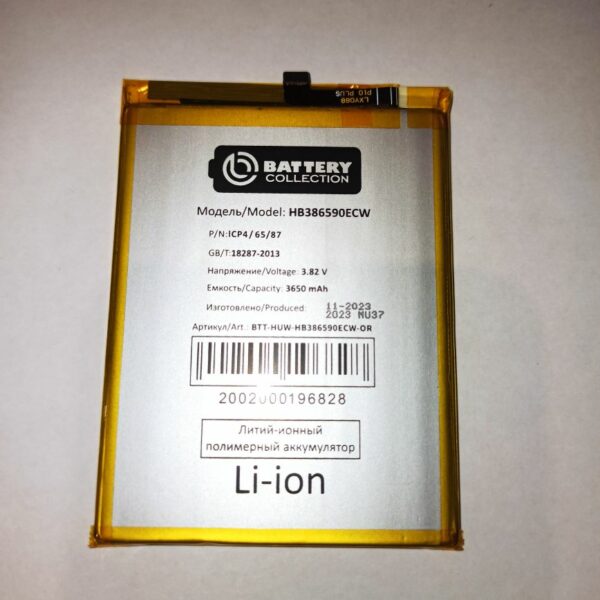 LXY088
P10 PLUS
BATTERY
COLLECTION
Модель/Model: HB386590ECW
P/N:ICP4/65/87
GB/T:18287-2013
Напряжение/Voltage: 3.82 V
Емкость/Capacity: 3650 mAh
Изготовлено/Produced: 11-2023
2023 NU37
Артикул/Art.: BTT-HUW-HB386590ECW-OR
2002000196828
Литий-ионный
полимерный аккумулятор
Li-ion